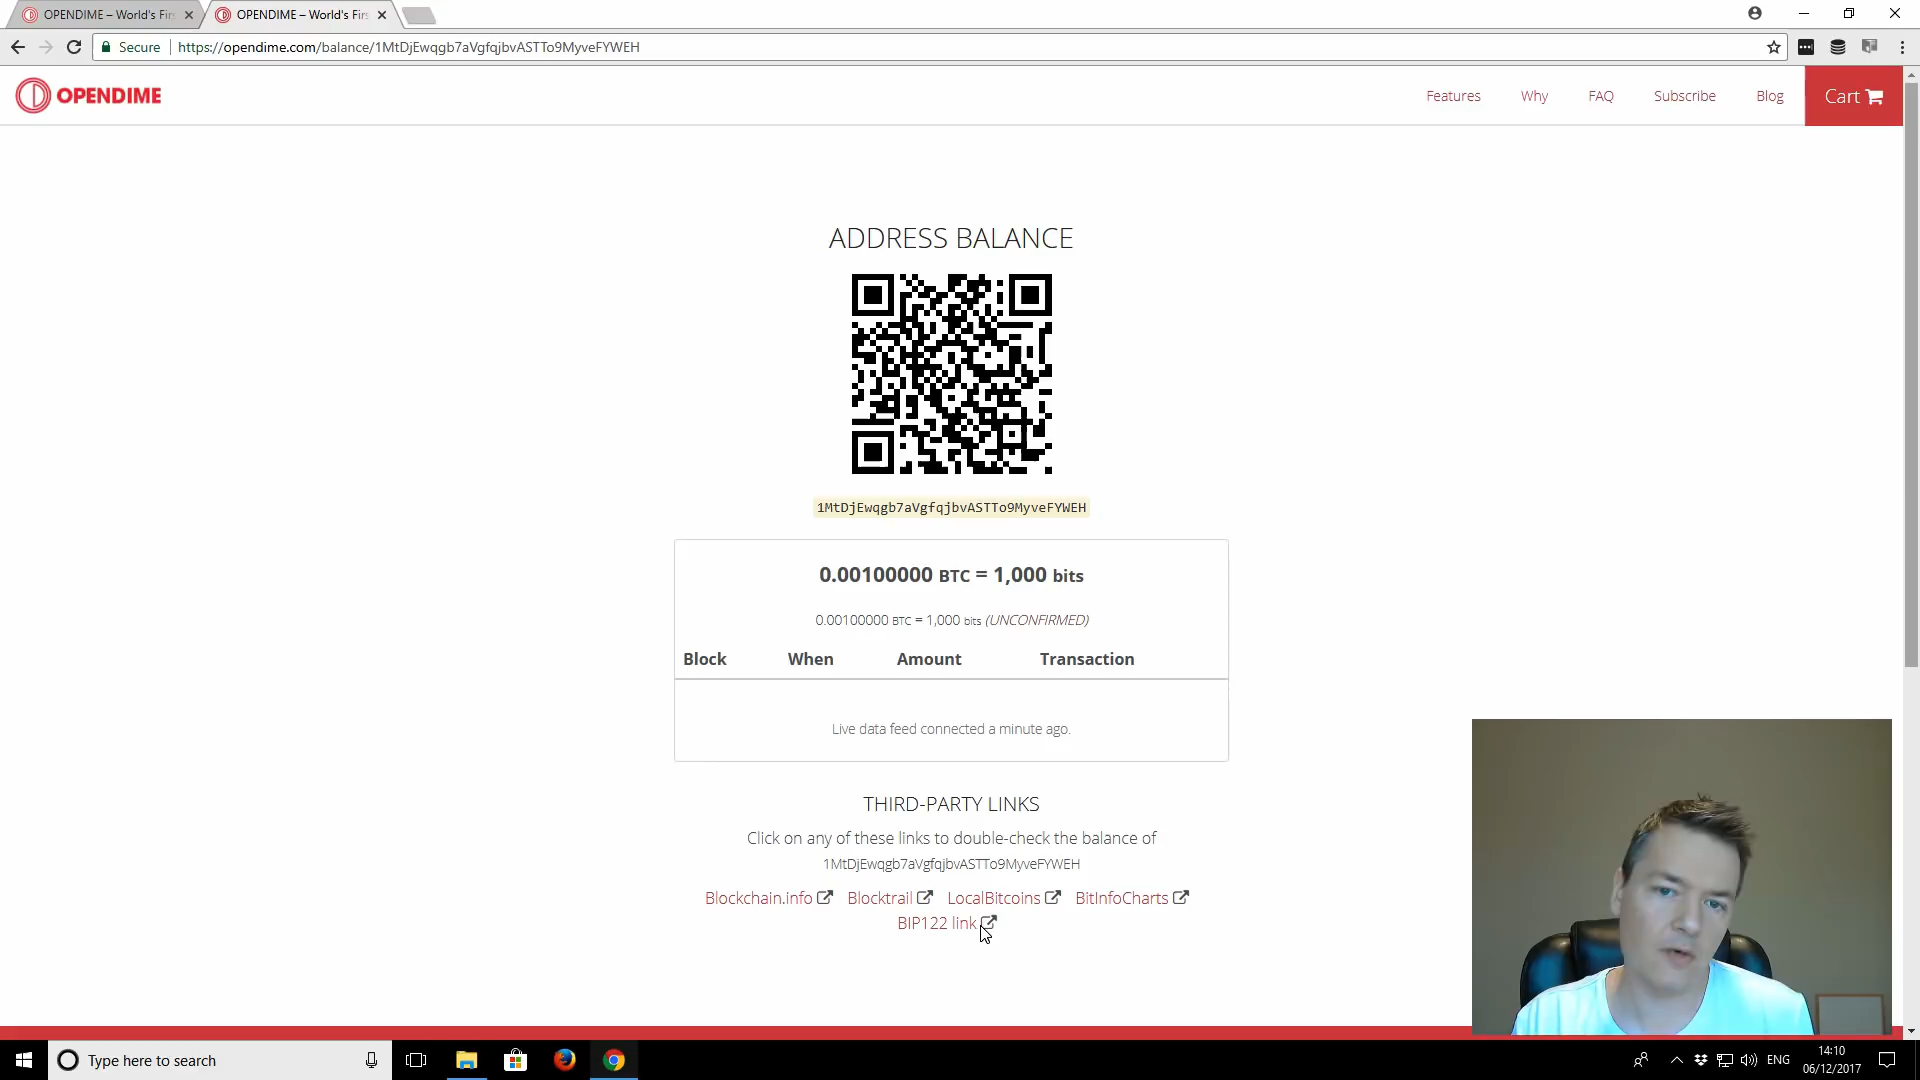 OPENDIME – World's Fir
OPENDIME – World's Fir
Secure
https://opendime.com/balance/1MtDjEwqgb7aVgfqjbvASTTo9MyveFYWEH
OPENDIME
Features
Why
FAQ
Subscribe
Blog
Cart
ADDRESS BALANCE
1MtDjEwqgb7aVgfqjbvASTTo9MyveFYWEH
0.00100000 BTC = 1,000 bits
0.00100000 BTC = 1,000 bits (UNCONFIRMED)
Block When Amount Transaction
Live data feed connected a minute ago.
THIRD-PARTY LINKS
Click on any of these links to double-check the balance of
1MtDjEwqgb7aVgfqjbvASTTo9MyveFYWEH
Blockchain.info Blocktrail LocalBitcoins BitInfoCharts
BIP122 link
Type here to search
ENG
14:10
06/12/2017